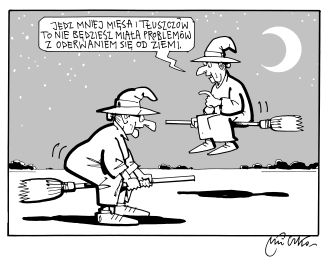 JEDZ MNIEJ MIĘSA I TŁUSZCZÓW
TO NIE BĘDZIESZ MIAŁA PROBLEMÓW
Z ODERWANIEM SIĘ OD ZIEMI.